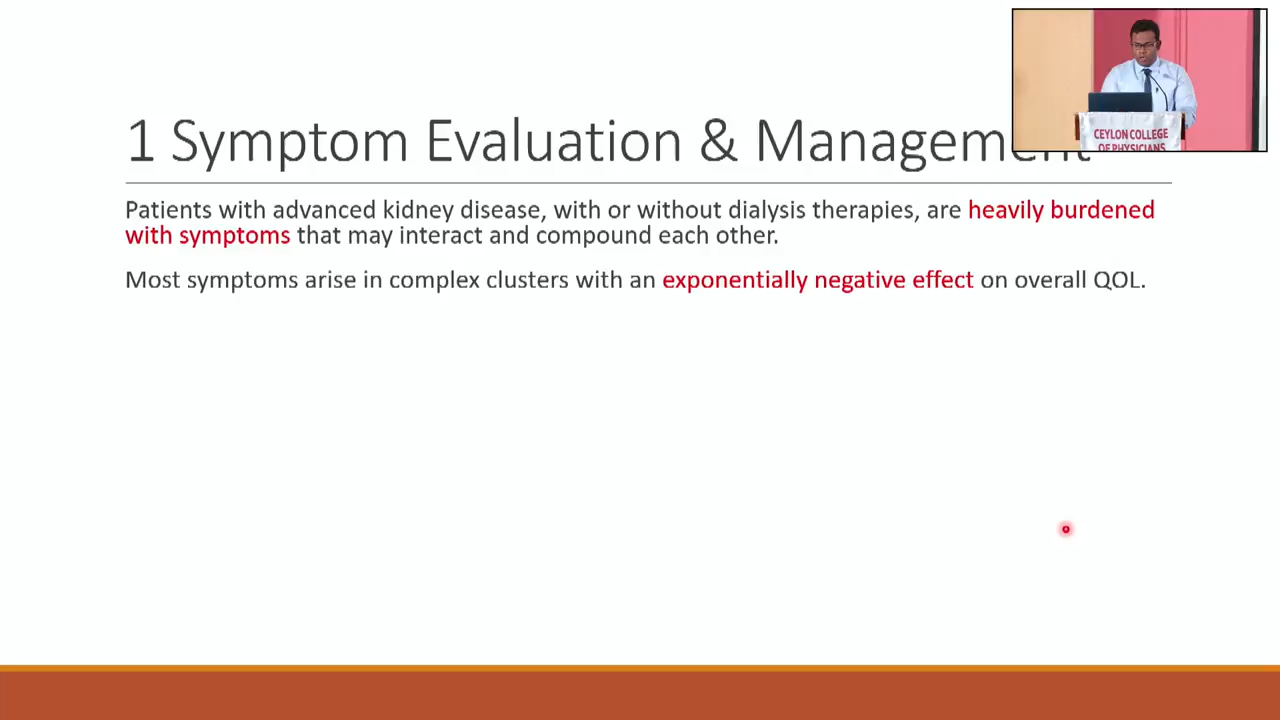 1 Symptom Evaluation & Management
Patients with advanced kidney disease, with or without dialysis therapies, are heavily burdened
with symptoms that may interact and compound each other.
Most symptoms arise in complex clusters with an exponentially negative effect on overall QOL.
CEYLON COLLEGE
OF PHYSICIANS